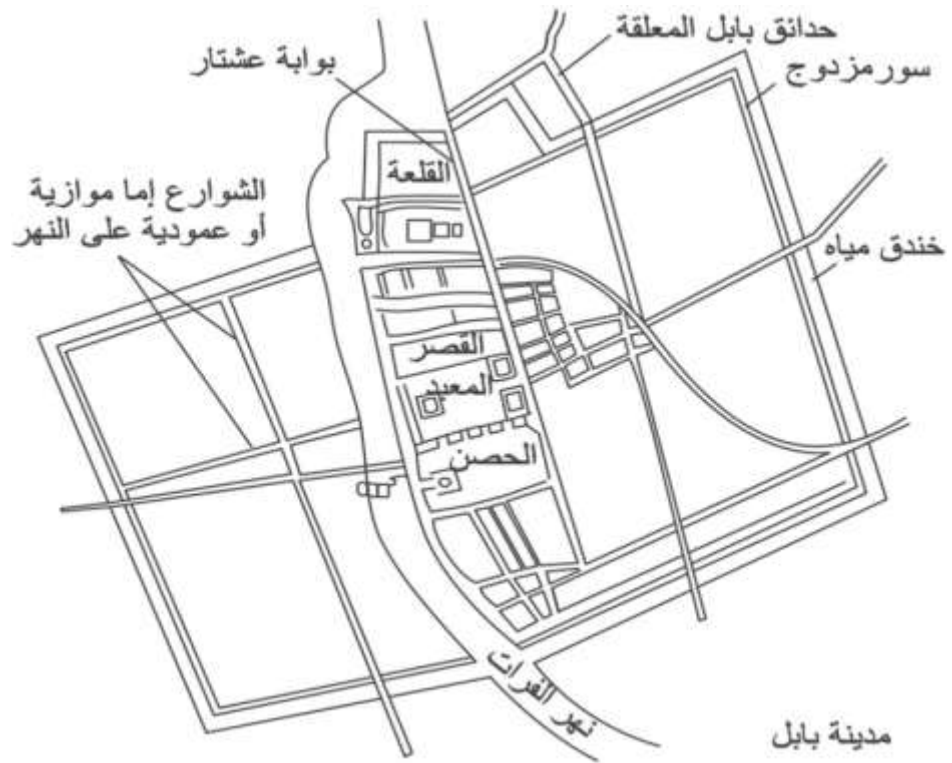 حدائق بابل المعلقة
بوابة عشتار
سور مزدوج
القلعة
الشوارع إما موازية
أو عمودية على النهر
خندق مياه
القصر
المعبد
الحصن
نهر الفرات
مدينة بابل